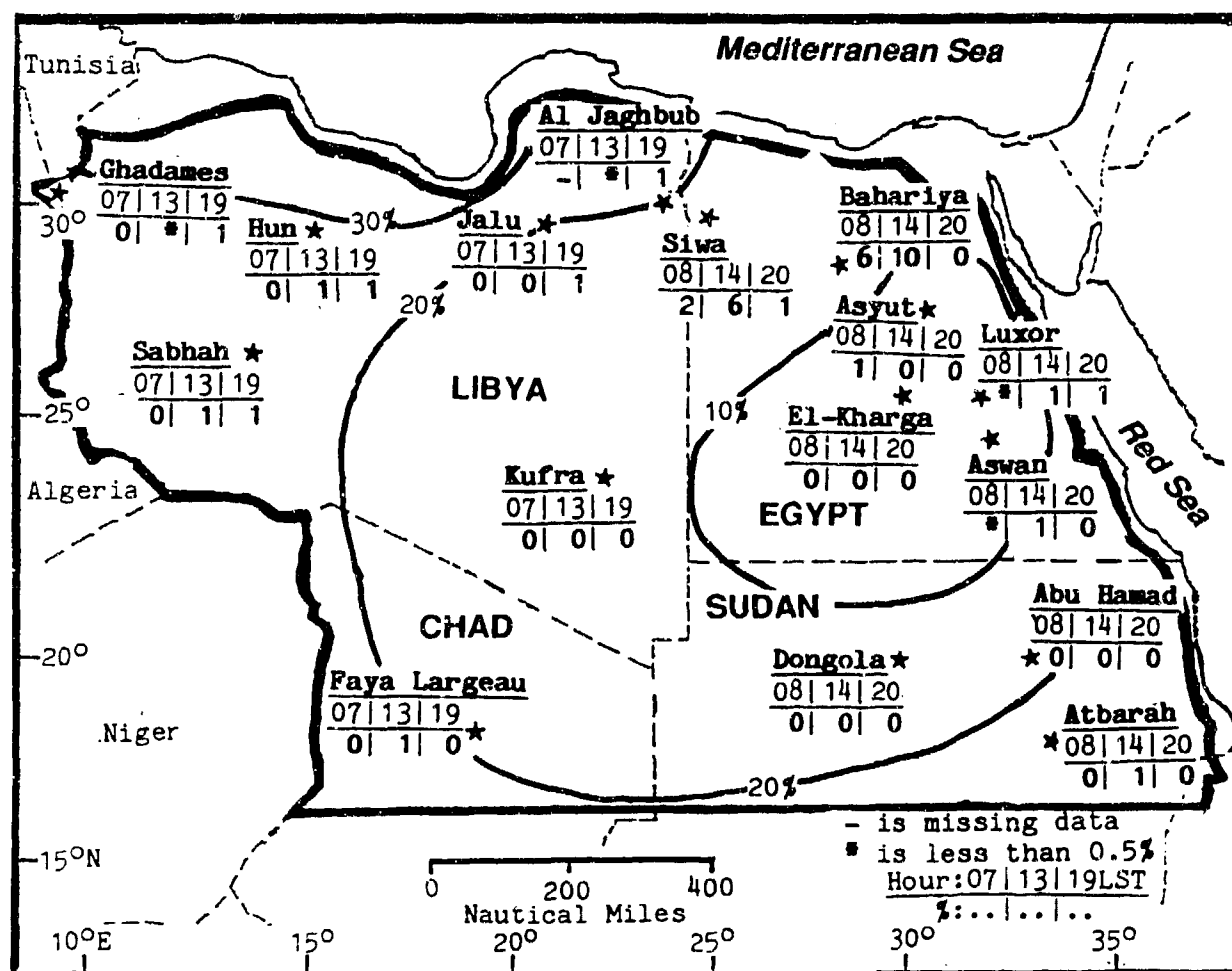 Mediterranean Sea
Tunisia
Al Jaghbub
07|13|19
-| *| 1
Ghadames
07|13|19
0| *| 1
30°
Hun
07|13|19
0| 1| 1
30%
Jalu
07|13|19
0| 0| 1
Siwa
08|14|20
2| 6| 1
Bahariya
08|14|20
6|10| 0
20%
Asyut
08|14|20
1| 0| 0
Luxor
08|14|20
*| 1| 1
Sabhah
07|13|19
0| 1| 1
LIBYA
25°
10%
El-Kharga
08|14|20
0| 0| 0
Red Sea
Aswan
08|14|20
*| 1| 0
Algeria
Kufra
07|13|19
0| 0| 0
EGYPT
SUDAN
CHAD
Abu Hamad
08|14|20
0| 0| 0
20°
Dongola
08|14|20
0| 0| 0
Faya Largeau
07|13|19
0| 1| 0
Niger
Atbarah
08|14|20
0| 1| 0
20%
- is missing data
* is less than 0.5%
Hour:07|13|19LST
%:..|..|..
15°N
0 200 400
Nautical Miles
10°E 15° 20° 25° 30° 35°